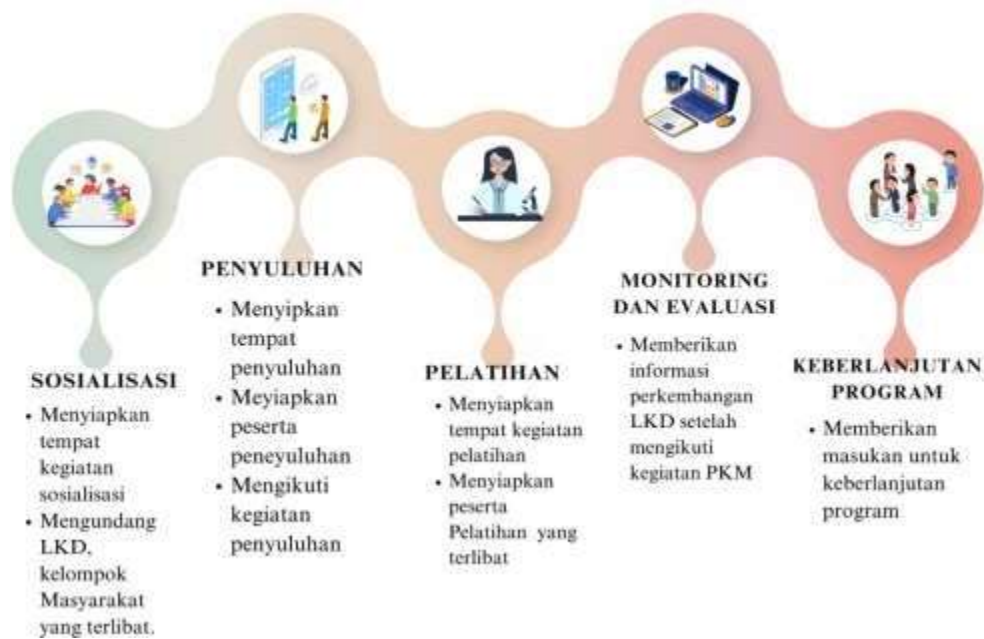 SOSIALISASI
• Menyiapkan
tempat
kegiatan
sosialisasi
• Mengundang
LKD,
kelompok
Masyarakat
yang terlibat.
PENYULUHAN
• Menyipkan
tempat
penyuluhan
• Meyiapkan
peserta
peneyuluhan
• Mengikuti
kegiatan
penyuluhan
PELATIHAN
• Menyiapkan
tempat kegiatan
pelatihan
• Menyiapkan
peserta
Pelatihan yang
terlibat
MONITORING
DAN EVALUASI
• Memberikan
informasi
perkembangan
LKD setelah
mengikuti
kegiatan PKM
KEBERLANJUTAN
PROGRAM
• Memberikan
masukan untuk
keberlanjutan
program